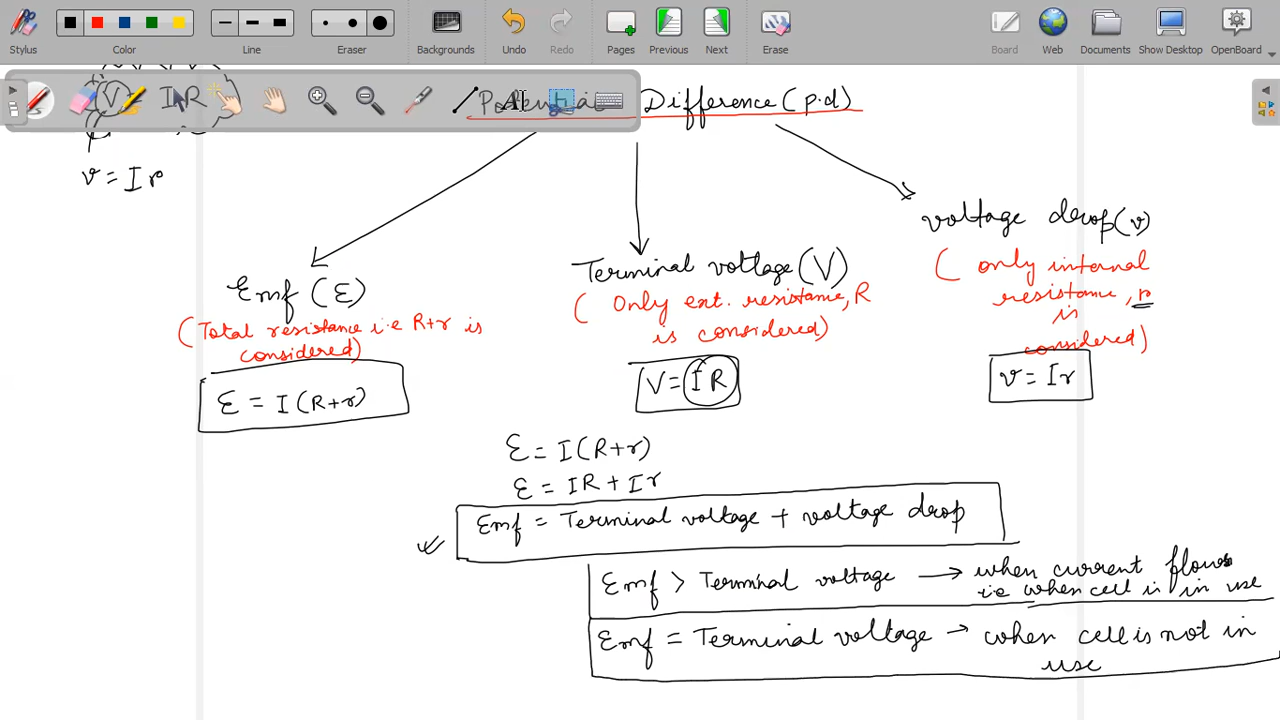 Stylus Color Line Eraser Backgrounds Undo Redo Pages Previous Next Erase Board Web Documents Show Desktop OpenBoard
V IR
Potential Difference (p.d)
v = Ir
Voltage drop (v)
(only internal
resistance, r
is
considered)
v = Ir
Terminal voltage (V)
(Only ext. resistance, R
is considered)
V = IR
Emf (ε)
(Total resistance i.e R+r is
considered)
ε = I(R+r)
ε = I(R+r)
ε = IR + Ir
Emf = Terminal voltage + voltage drop
Emf > Terminal voltage → when current flows
i.e when cell is in use
Emf = Terminal voltage → when cell is not in
use